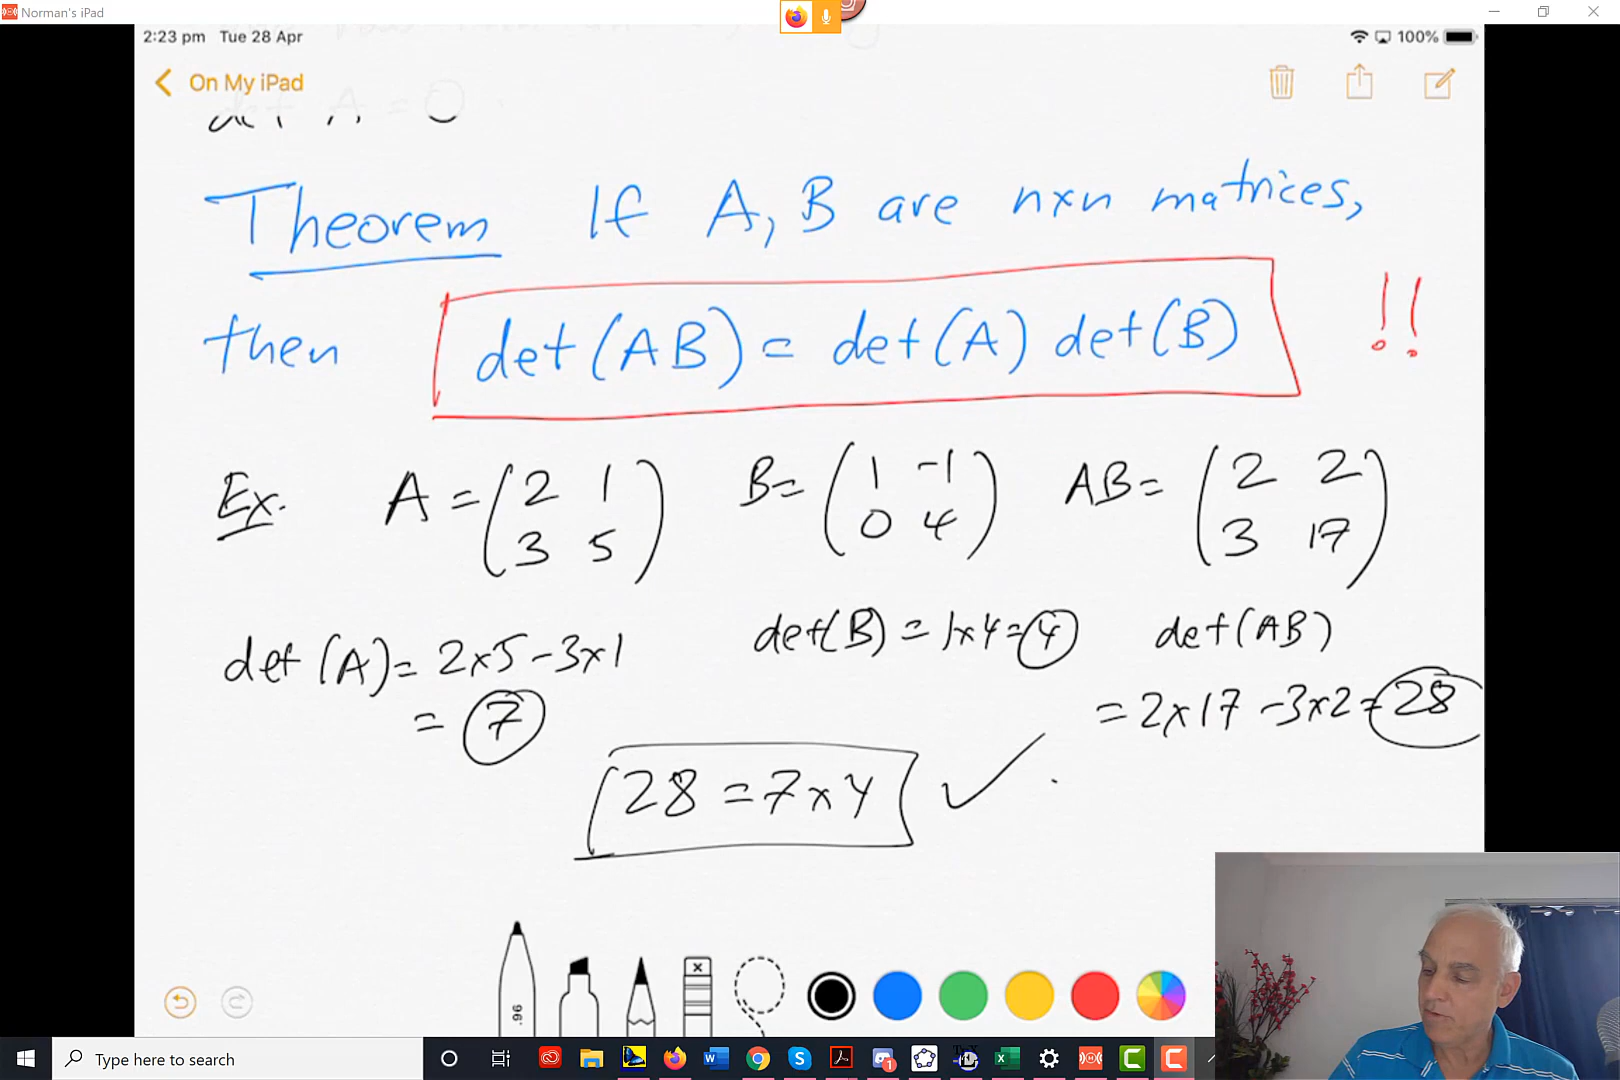 Norman's iPad
2:23 pm Tue 28 Apr
100%
On My iPad
det A = 0
Theorem If A, B are n×n matrices,
then det(AB) = det(A) det(B) !!
Ex. A = (2 1 B = (1 -1) AB = (2 2
3 5) 0 4) 3 17)
det(B) = 1×4 = 4 det(AB)
det(A) = 2×5 - 3×1
= 7 = 2×17 - 3×2 = 28
28 = 7×4 ✓
.96
Type here to search